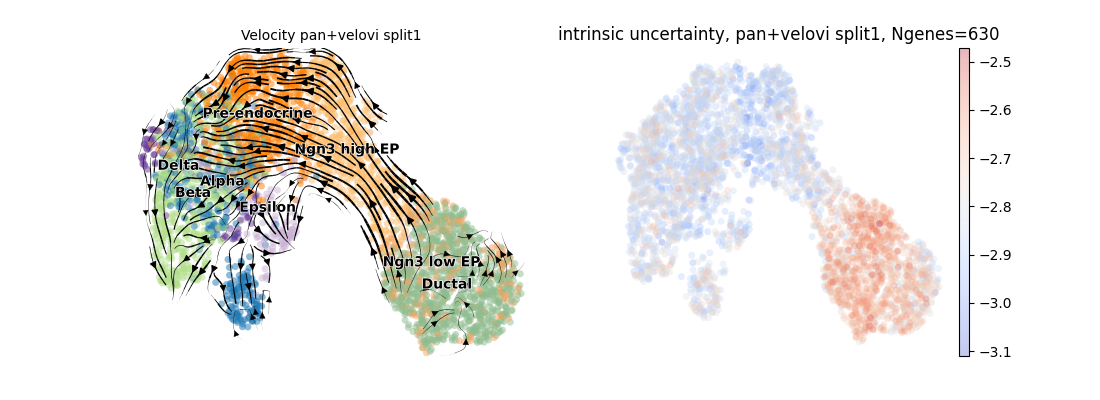 Velocity pan+velovi split1
Pre-endocrine
Ngn3 high EP
Delta
Alpha
Beta
Epsilon
Ngn3 low EP
Ductal
intrinsic uncertainty, pan+velovi split1, Ngenes=630
−2.5
−2.6
−2.7
−2.8
−2.9
−3.0
−3.1